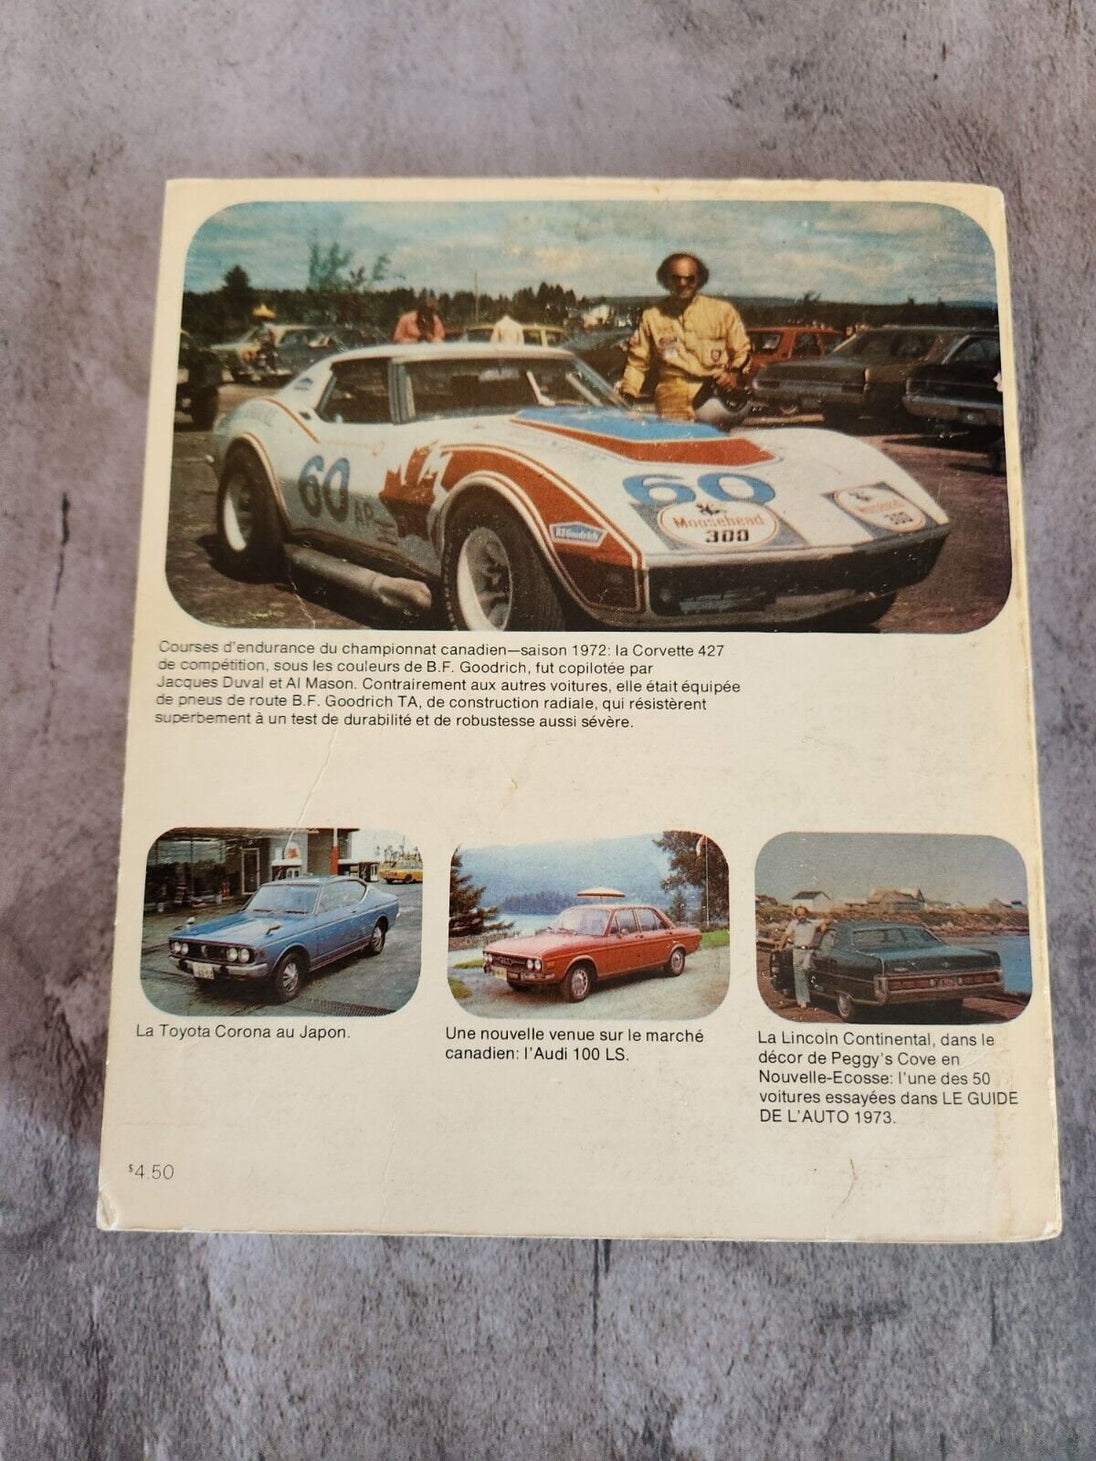 60
AP
B.F.Goodrich
60
Moosehead
300
300
Courses d'endurance du championnat canadien—saison 1972: la Corvette 427
de compétition, sous les couleurs de B.F. Goodrich, fut copilotée par
Jacques Duval et Al Mason. Contrairement aux autres voitures, elle était équipée
de pneus de route B.F. Goodrich TA, de construction radiale, qui résistèrent
superbement à un test de durabilité et de robustesse aussi sévère.
La Toyota Corona au Japon.
Une nouvelle venue sur le marché
canadien: l'Audi 100 LS.
La Lincoln Continental, dans le
décor de Peggy's Cove en
Nouvelle-Ecosse: l'une des 50
voitures essayées dans LE GUIDE
DE L'AUTO 1973.
$4.50